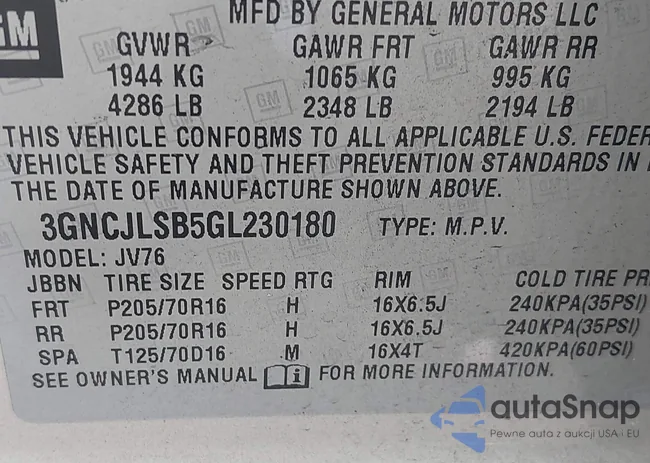 GM
MFD BY GENERAL MOTORS LLC
GVWR GAWR FRT GAWR RR
1944 KG 1065 KG 995 KG
4286 LB 2348 LB 2194 LB
THIS VEHICLE CONFORMS TO ALL APPLICABLE U.S. FEDER
VEHICLE SAFETY AND THEFT PREVENTION STANDARDS IN
THE DATE OF MANUFACTURE SHOWN ABOVE.
3GNCJLSB5GL230180 TYPE: M.P.V.
MODEL: JV76
JBBN TIRE SIZE SPEED RTG RIM COLD TIRE PR
FRT P205/70R16 H 16X6.5J 240KPA(35PSI)
RR P205/70R16 H 16X6.5J 240KPA(35PSI)
SPA T125/70D16 M 16X4T 420KPA(60PSI)
SEE OWNER'S MANUAL FOR MORE INFORMATION.
autaSnap
Pewne auta z aukcji USA i EU